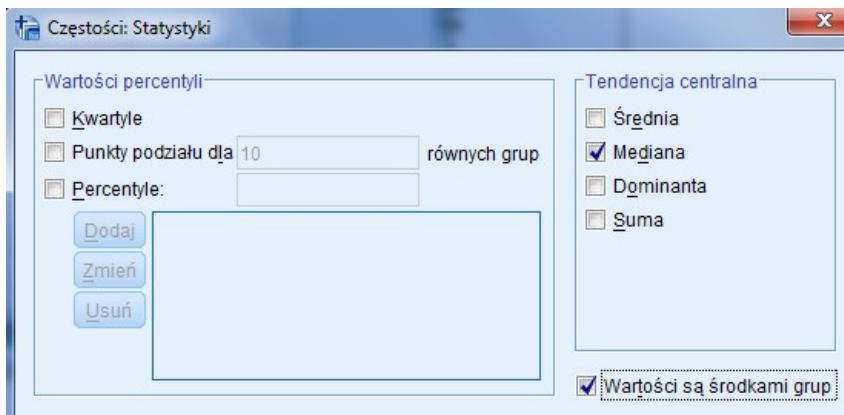 Częstości: Statystyki
Wartości percentyli
Kwartyle
Punkty podziału dla 10 równych grup
Percentyle:
Dodaj
Zmień
Usuń
Tendencja centralna
Średnia
Mediana
Dominanta
Suma
Wartości są środkami grup